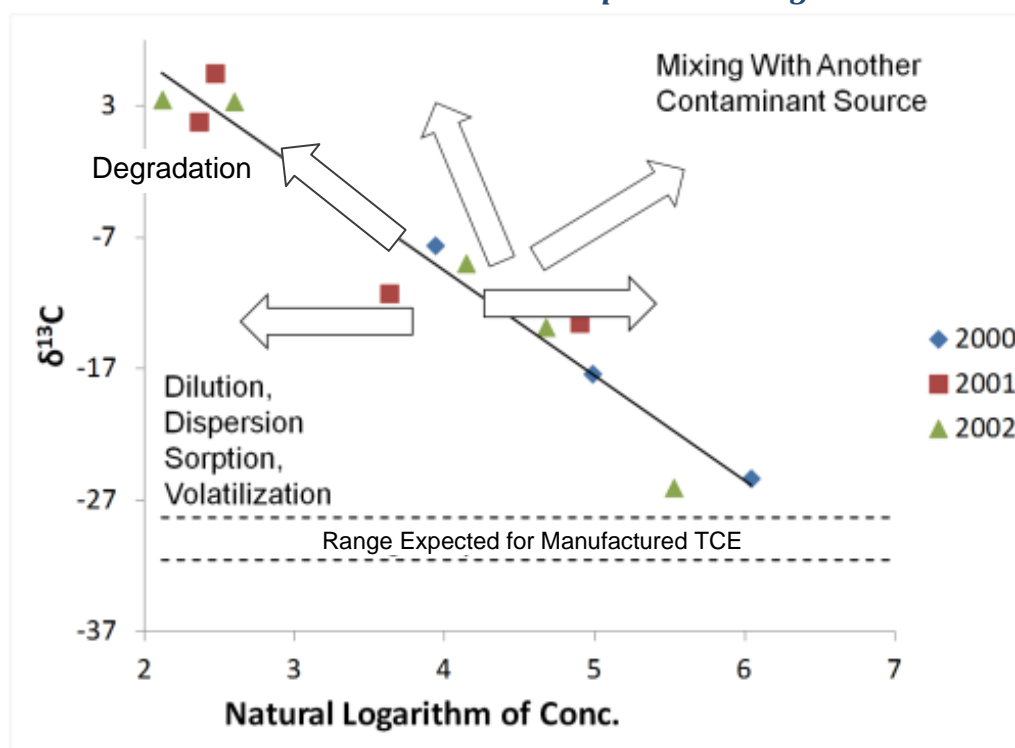 Mixing With Another
Contaminant Source
3
Degradation
-7
δ¹³C
-17
Dilution,
Dispersion
Sorption,
Volatilization
2000
2001
2002
-27
Range Expected for Manufactured TCE
-37
2 3 4 5 6 7
Natural Logarithm of Conc.